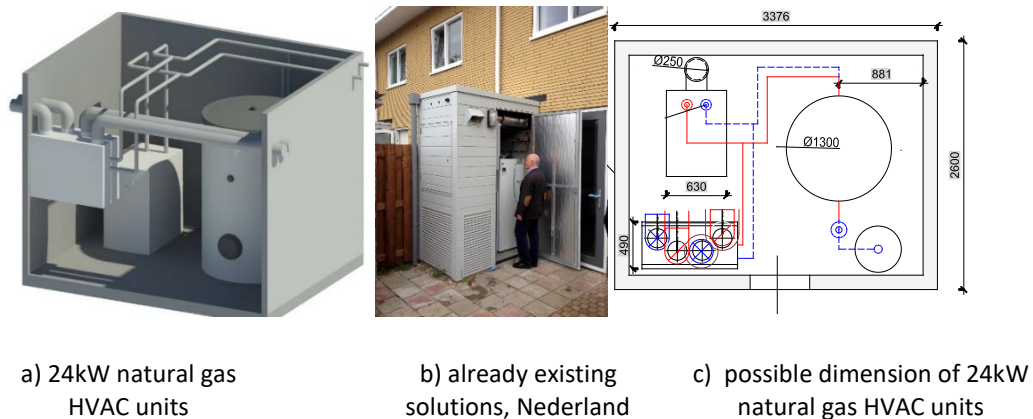 3376
Ø250
881
Ø1300
2600
630
490
a) 24kW natural gas
HVAC units
b) already existing
solutions, Nederland
c) possible dimension of 24kW
natural gas HVAC units